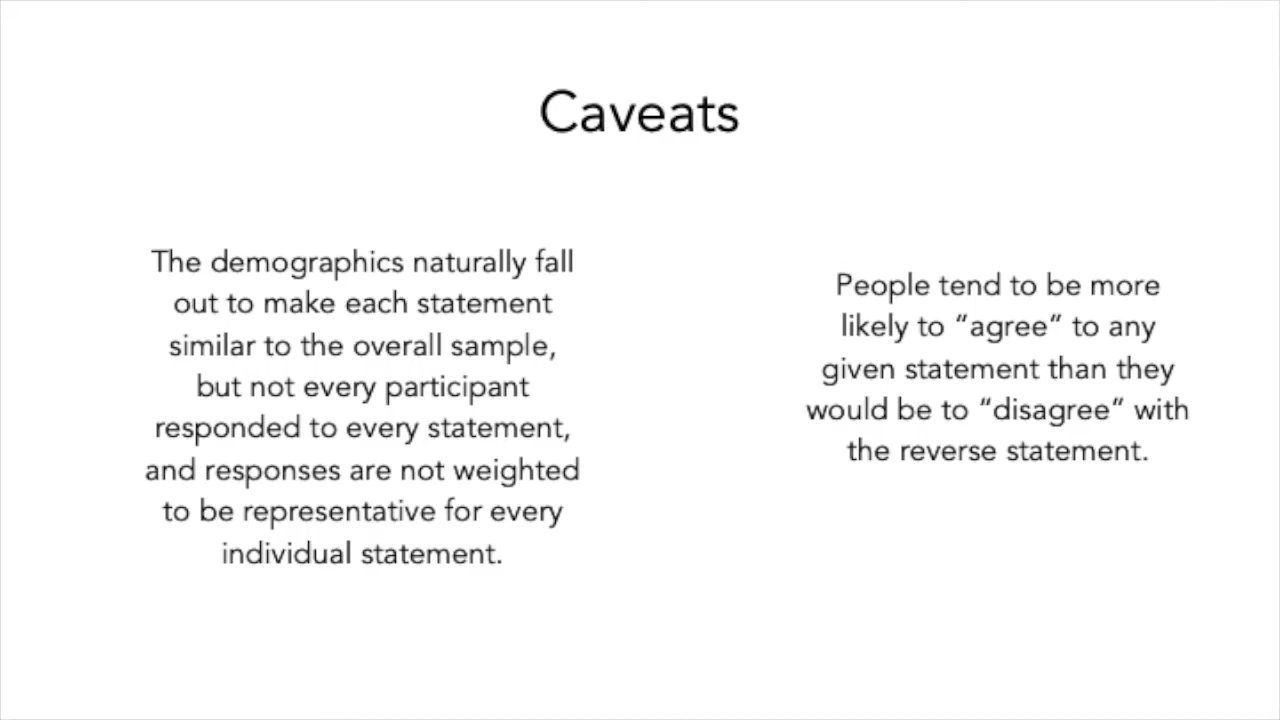 Caveats
The demographics naturally fall
out to make each statement
similar to the overall sample,
but not every participant
responded to every statement,
and responses are not weighted
to be representative for every
individual statement.
People tend to be more
likely to “agree” to any
given statement than they
would be to “disagree” with
the reverse statement.